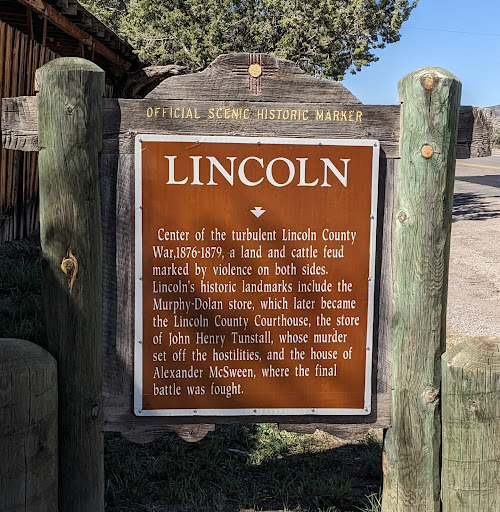 OFFICIAL SCENIC HISTORIC MARKER
LINCOLN
Center of the turbulent Lincoln County
War,1876-1879, a land and cattle feud
marked by violence on both sides.
Lincoln's historic landmarks include the
Murphy-Dolan store, which later became
the Lincoln County Courthouse, the store
of John Henry Tunstall, whose murder
set off the hostilities, and the house of
Alexander McSween, where the final
battle was fought.